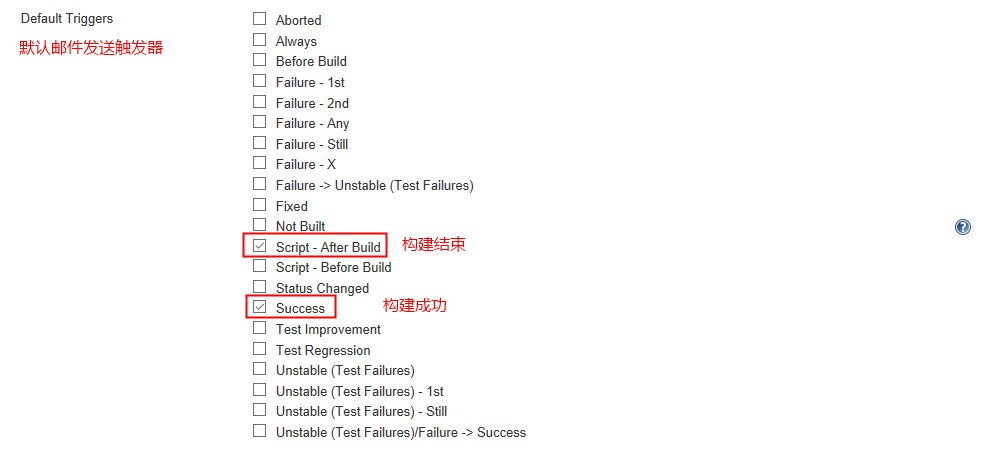 Default Triggers
默认邮件发送触发器
Aborted
Always
Before Build
Failure - 1st
Failure - 2nd
Failure - Any
Failure - Still
Failure - X
Failure -> Unstable (Test Failures)
Fixed
Not Built
Script - After Build 构建结束
Script - Before Build
Status Changed
Success 构建成功
Test Improvement
Test Regression
Unstable (Test Failures)
Unstable (Test Failures) - 1st
Unstable (Test Failures) - Still
Unstable (Test Failures)/Failure -> Success
?